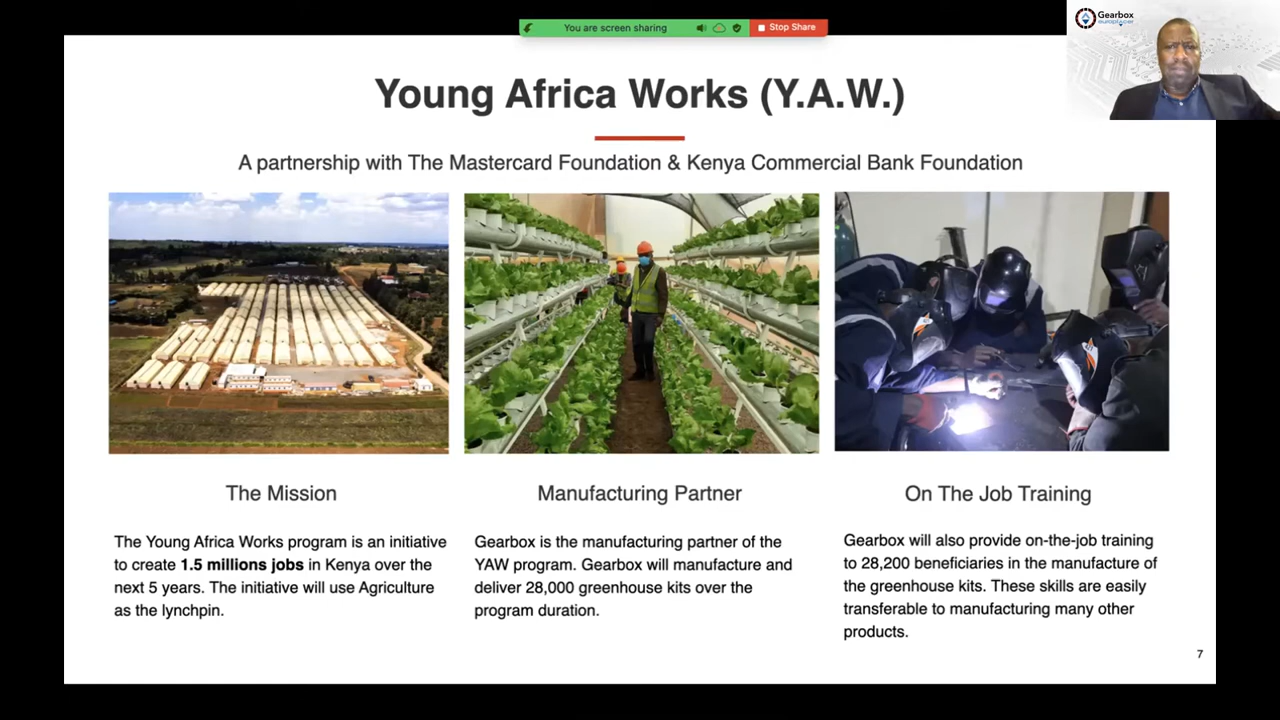 You are screen sharing
Stop Share
Gearbox
europlacer
Young Africa Works (Y.A.W.)
A partnership with The Mastercard Foundation & Kenya Commercial Bank Foundation
The Mission
The Young Africa Works program is an initiative
to create 1.5 millions jobs in Kenya over the
next 5 years. The initiative will use Agriculture
as the lynchpin.
Manufacturing Partner
Gearbox is the manufacturing partner of the
YAW program. Gearbox will manufacture and
deliver 28,000 greenhouse kits over the
program duration.
On The Job Training
Gearbox will also provide on-the-job training
to 28,200 beneficiaries in the manufacture of
the greenhouse kits. These skills are easily
transferable to manufacturing many other
products.
7